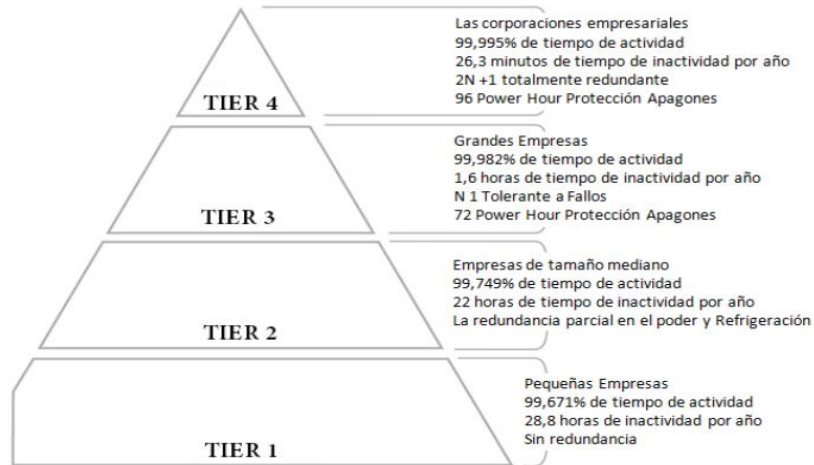 Las corporaciones empresariales
99,995% de tiempo de actividad
26,3 minutos de tiempo de inactividad por año
2N +1 totalmente redundante
96 Power Hour Protección Apagones
TIER 4
Grandes Empresas
99,982% de tiempo de actividad
1,6 horas de tiempo de inactividad por año
N 1 Tolerante a Fallos
72 Power Hour Protección Apagones
TIER 3
Empresas de tamaño mediano
99,749% de tiempo de actividad
22 horas de tiempo de inactividad por año
La redundancia parcial en el poder y Refrigeración
TIER 2
Pequeñas Empresas
99,671% de tiempo de actividad
28,8 horas de inactividad por año
Sin redundancia
TIER 1